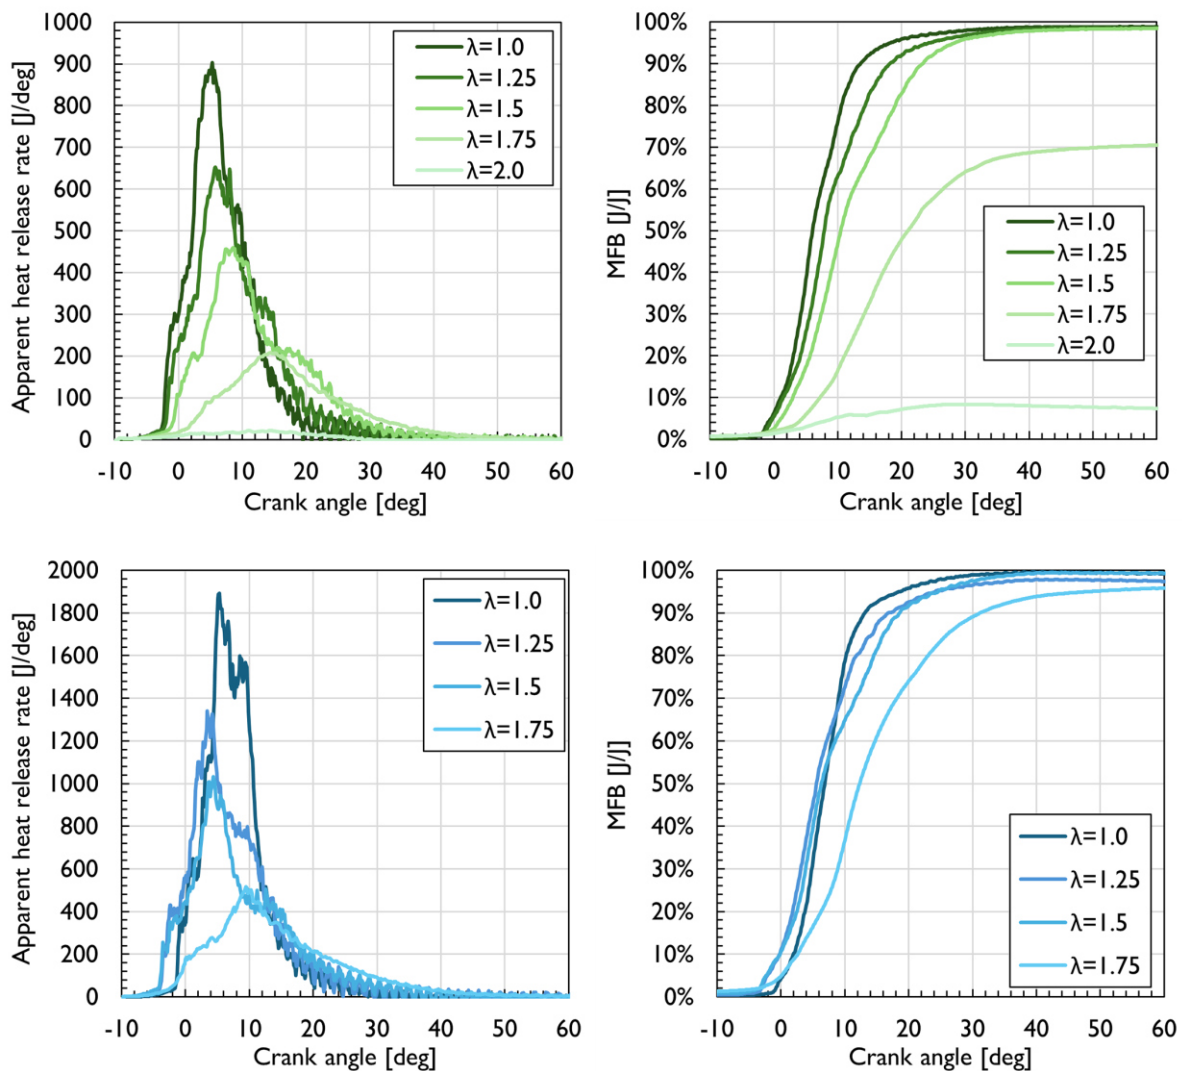 Apparent heat release rate [J/deg]
1000
900
800
700
600
500
400
300
200
100
0
λ=1.0
λ=1.25
λ=1.5
λ=1.75
λ=2.0
-10 0 10 20 30 40 50 60
Crank angle [deg]
MFB [J/J]
100%
90%
80%
70%
60%
50%
40%
30%
20%
10%
0%
λ=1.0
λ=1.25
λ=1.5
λ=1.75
λ=2.0
-10 0 10 20 30 40 50 60
Crank angle [deg]
Apparent heat release rate [J/deg]
2000
1800
1600
1400
1200
1000
800
600
400
200
0
λ=1.0
λ=1.25
λ=1.5
λ=1.75
-10 0 10 20 30 40 50 60
Crank angle [deg]
MFB [J/J]
100%
90%
80%
70%
60%
50%
40%
30%
20%
10%
0%
λ=1.0
λ=1.25
λ=1.5
λ=1.75
-10 0 10 20 30 40 50 60
Crank angle [deg]